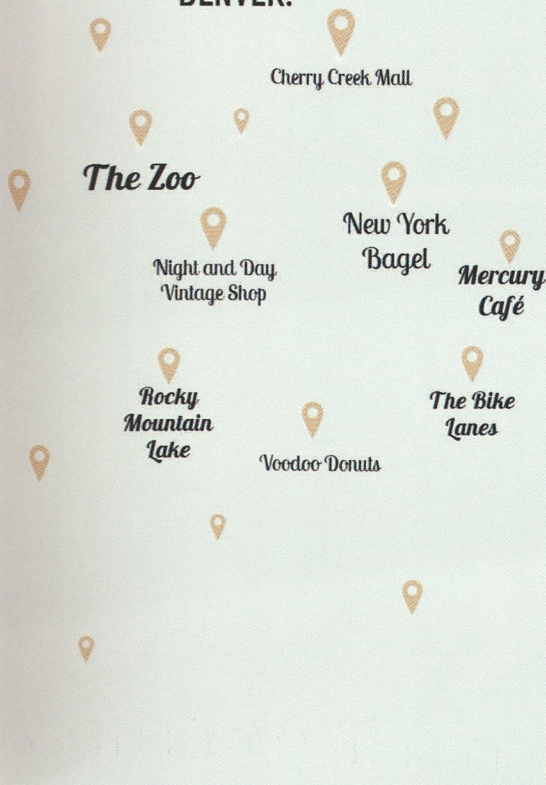 DENVER.
Cherry Creek Mall
The Zoo
New York
Bagel
Night and Day
Vintage Shop
Mercury
Café
Rocky
Mountain
Lake
The Bike
Lanes
Voodoo Donuts